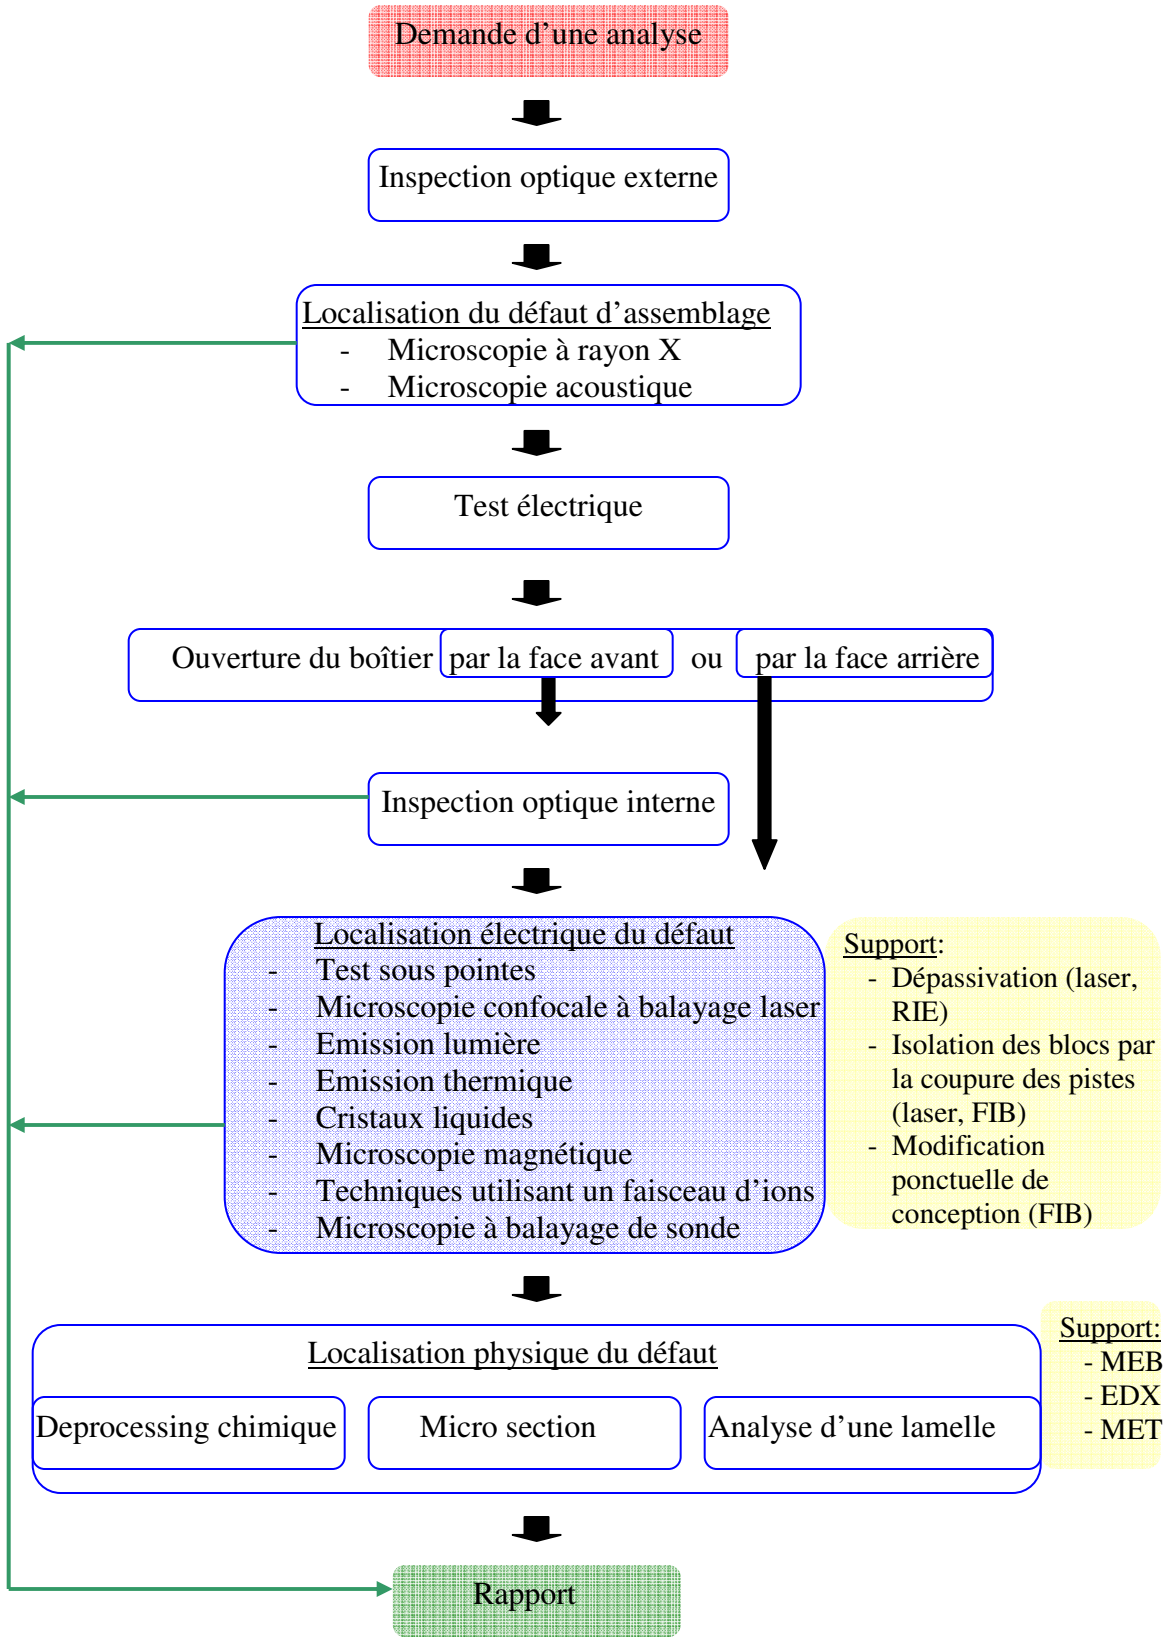 Demande d'une analyse
Inspection optique externe
Localisation du défaut d'assemblage
- Microscopie à rayon X
- Microscopie acoustique
Test électrique
Ouverture du boîtier par la face avant ou par la face arrière
Inspection optique interne
Localisation électrique du défaut
- Test sous pointes
- Microscopie confocale à balayage laser
- Emission lumière
- Emission thermique
- Cristaux liquides
- Microscopie magnétique
- Techniques utilisant un faisceau d'ions
- Microscopie à balayage de sonde
Support:
- Dépassivation (laser,
RIE)
- Isolation des blocs par
la coupure des pistes
(laser, FIB)
- Modification
ponctuelle de
conception (FIB)
Localisation physique du défaut
Deprocessing chimique
Micro section
Analyse d'une lamelle
Support:
- MEB
- EDX
- MET
Rapport